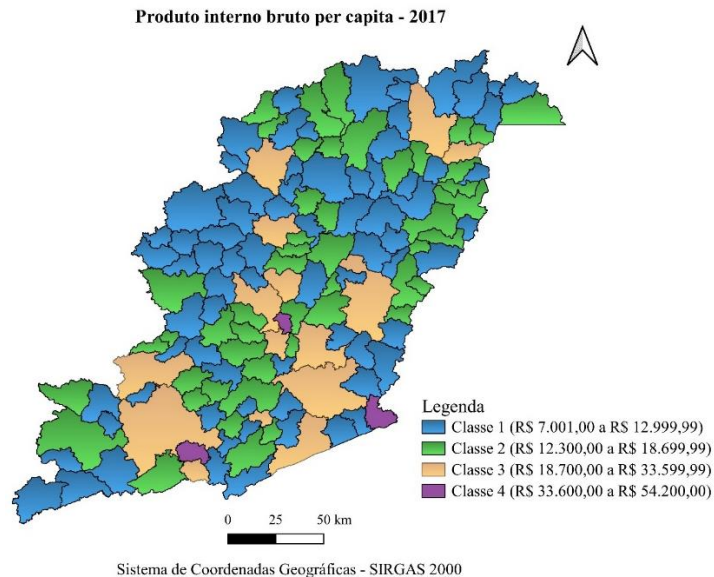 Produto interno bruto per capita - 2017
Legenda
Classe 1 (R$ 7.001,00 a R$ 12.999,99)
Classe 2 (R$ 12.300,00 a R$ 18.699,99)
Classe 3 (R$ 18.700,00 a R$ 33.599,99)
Classe 4 (R$ 33.600,00 a R$ 54.200,00)
0 25 50 km
Sistema de Coordenadas Geográficas - SIRGAS 2000